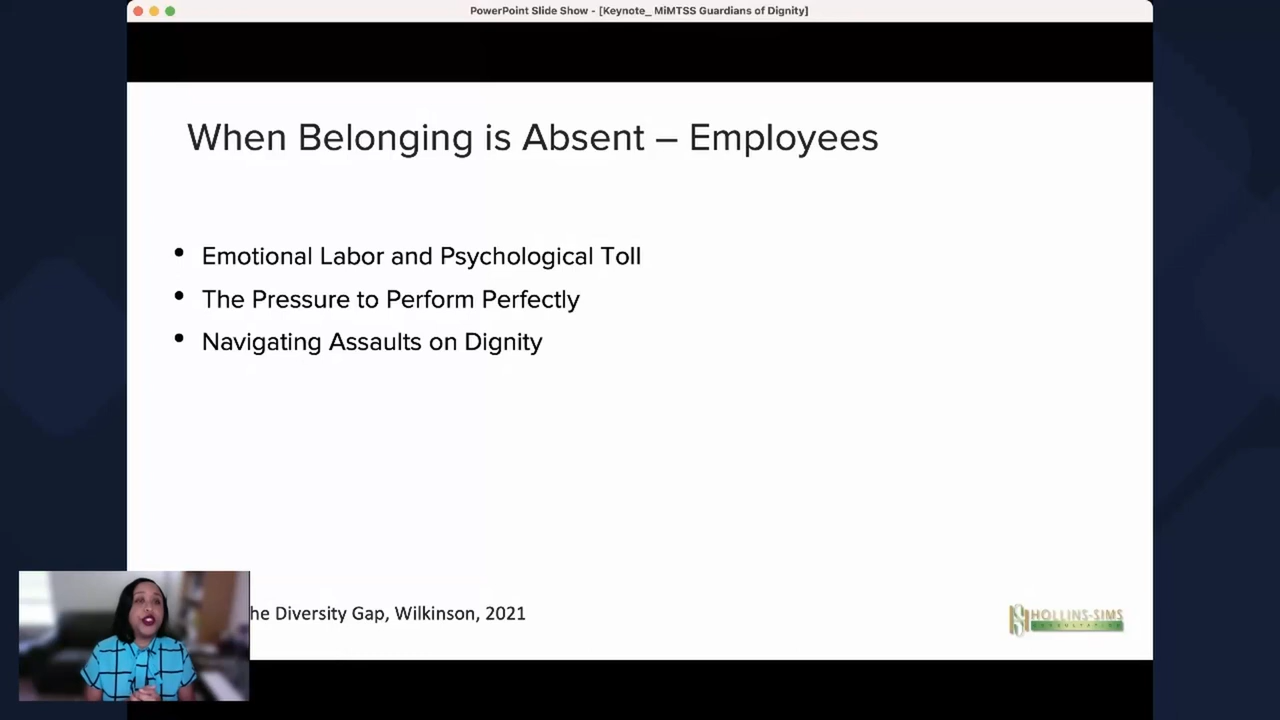 PowerPoint Slide Show - [Keynote_ MiMTSS Guardians of Dignity]
When Belonging is Absent – Employees
• Emotional Labor and Psychological Toll
• The Pressure to Perform Perfectly
• Navigating Assaults on Dignity
he Diversity Gap, Wilkinson, 2021
HOLLINS-SIMS